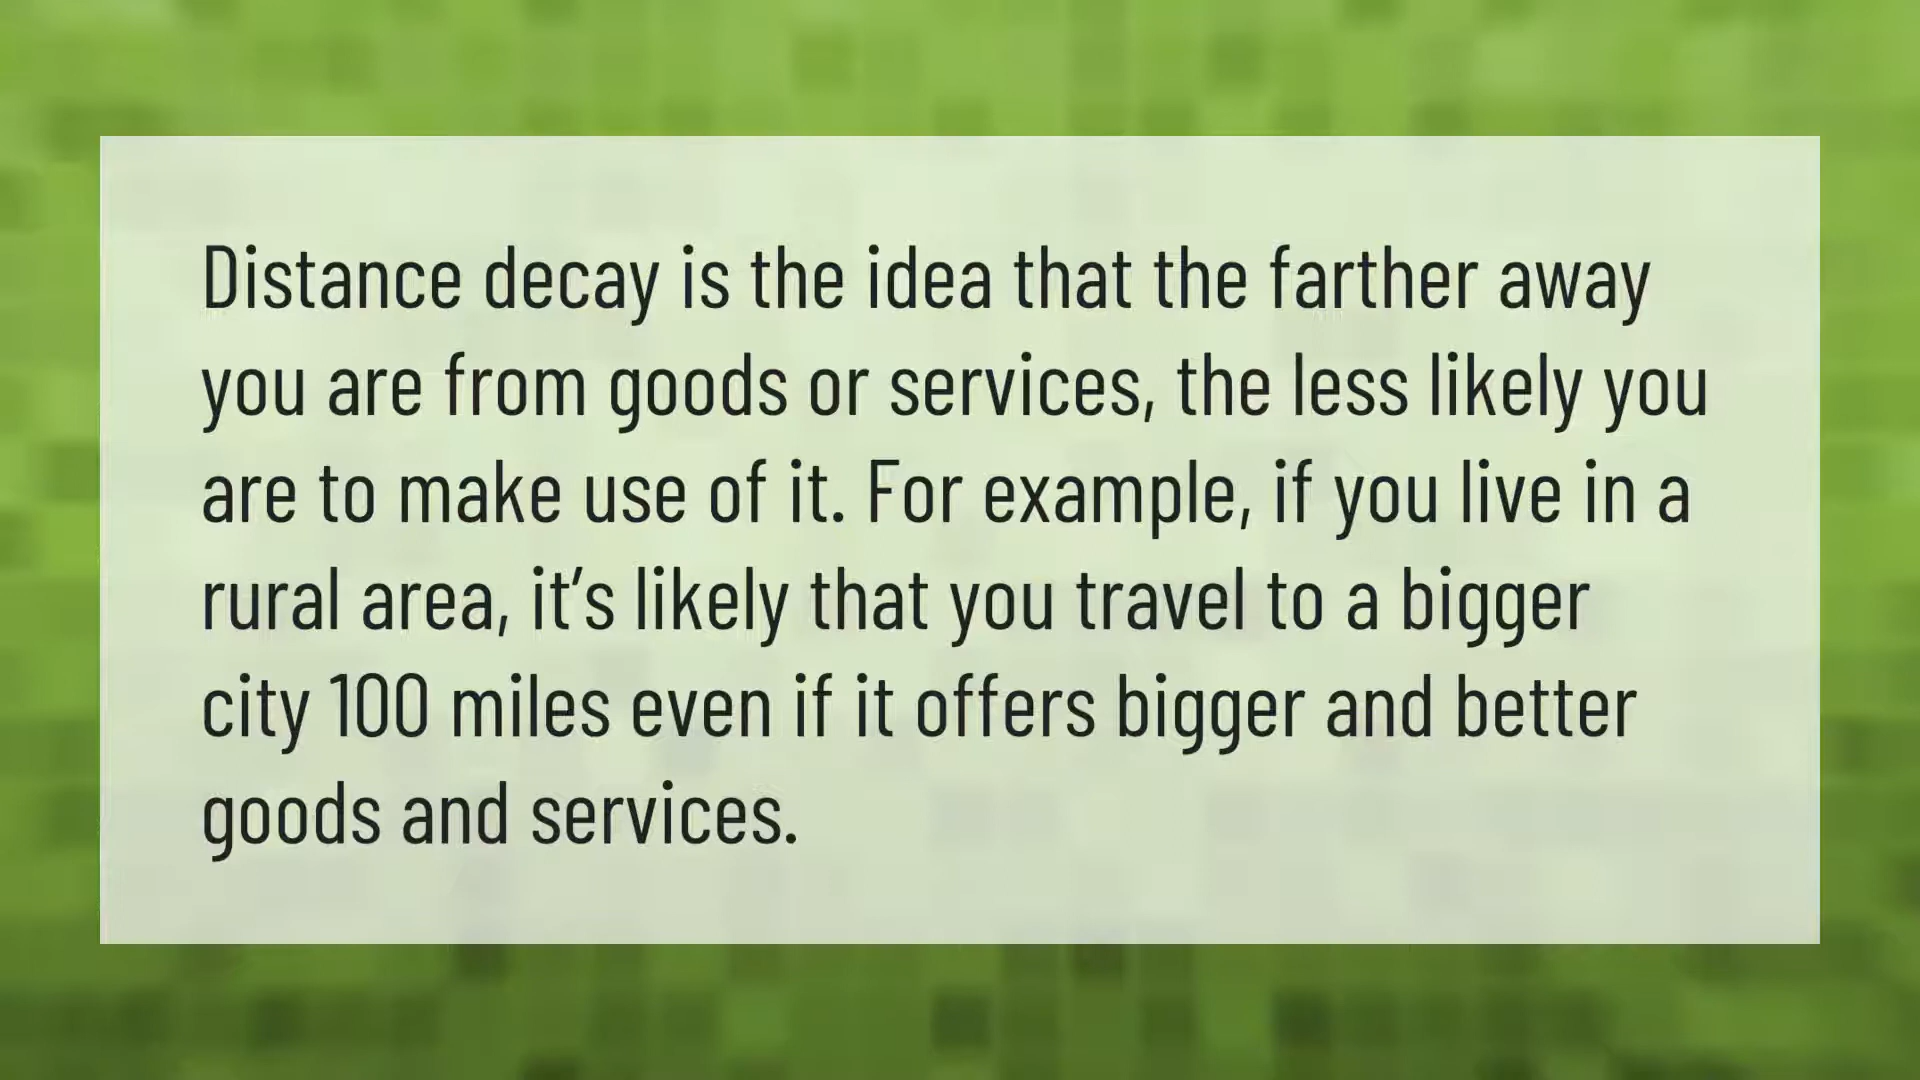 Distance decay is the idea that the farther away
you are from goods or services, the less likely you
are to make use of it. For example, if you live in a
rural area, it’s likely that you travel to a bigger
city 100 miles even if it offers bigger and better
goods and services.